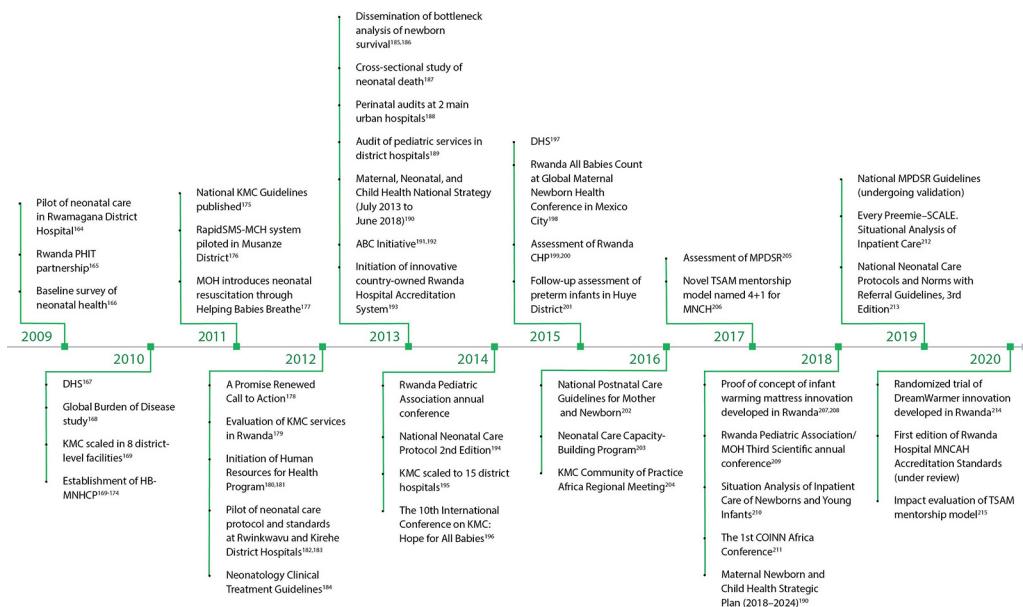 2009
Pilot of neonatal care
in Rwamagana District
Hospital¹⁶⁴
Rwanda PHIT
partnership¹⁶⁵
Baseline survey of
neonatal health¹⁶⁶
2010
DHS¹⁶⁷
Global Burden of Disease
study¹⁶⁸
KMC scaled in 8 district-
level facilities¹⁶⁹
Establishment of HB-
MNHCP¹⁶⁹⁻¹⁷⁴
2011
National KMC Guidelines
published¹⁷⁵
RapidSMS-MCH system
piloted in Musanze
District¹⁷⁶
MOH introduces neonatal
resuscitation through
Helping Babies Breathe¹⁷⁷
2012
A Promise Renewed
Call to Action¹⁷⁸
Evaluation of KMC services
in Rwanda¹⁷⁹
Initiation of Human
Resources for Health
Program¹⁸⁰,¹⁸¹
Pilot of neonatal care
protocol and standards
at Rwinkwavu and Kirehe
District Hospitals¹⁸²,¹⁸³
Neonatology Clinical
Treatment Guidelines¹⁸⁴
2013
Dissemination of bottleneck
analysis of newborn
survival¹⁸⁵,¹⁸⁶
Cross-sectional study of
neonatal death¹⁸⁷
Perinatal audits at 2 main
urban hospitals¹⁸⁸
Audit of pediatric services in
district hospitals¹⁸⁹
Maternal, Neonatal, and
Child Health National Strategy
(July 2013 to
June 2018)¹⁹⁰
ABC Initiative¹⁹¹,¹⁹²
Initiation of innovative
country-owned Rwanda
Hospital Accreditation
System¹⁹³
2014
Rwanda Pediatric
Association annual
conference
National Neonatal Care
Protocol 2nd Edition¹⁹⁴
KMC scaled to 15 district
hospitals¹⁹⁵
The 10th International
Conference on KMC:
Hope for All Babies¹⁹⁶
2015
DHS¹⁹⁷
Rwanda All Babies Count
at Global Maternal
Newborn Health
Conference in Mexico
City¹⁹⁸
Assessment of Rwanda
CHP¹⁹⁹,²⁰⁰
Follow-up assessment of
preterm infants in Huye
District²⁰¹
2016
National Postnatal Care
Guidelines for Mother
and Newborn²⁰²
Neonatal Care Capacity-
Building Program²⁰³
KMC Community of Practice
Africa Regional Meeting²⁰⁴
2017
Assessment of MPDSR²⁰⁵
Novel TSAM mentorship
model named 4+1 for
MNCH²⁰⁶
2018
Proof of concept of infant
warming mattress innovation
developed in Rwanda²⁰⁷,²⁰⁸
Rwanda Pediatric Association/
MOH Third Scientific annual
conference²⁰⁹
Situation Analysis of Inpatient
Care of Newborns and Young
Infants²¹⁰
The 1st COINN Africa
Conference²¹¹
Maternal Newborn and
Child Health Strategic
Plan (2018–2024)¹⁹⁰
2019
National MPDSR Guidelines
(undergoing validation)
Every Preemie–SCALE.
Situational Analysis of
Inpatient Care²¹²
National Neonatal Care
Protocols and Norms with
Referral Guidelines, 3rd
Edition²¹³
2020
Randomized trial of
DreamWarmer innovation
developed in Rwanda²¹⁴
First edition of Rwanda
Hospital MNCAH
Accreditation Standards
(under review)
Impact evaluation of TSAM
mentorship model²¹⁵